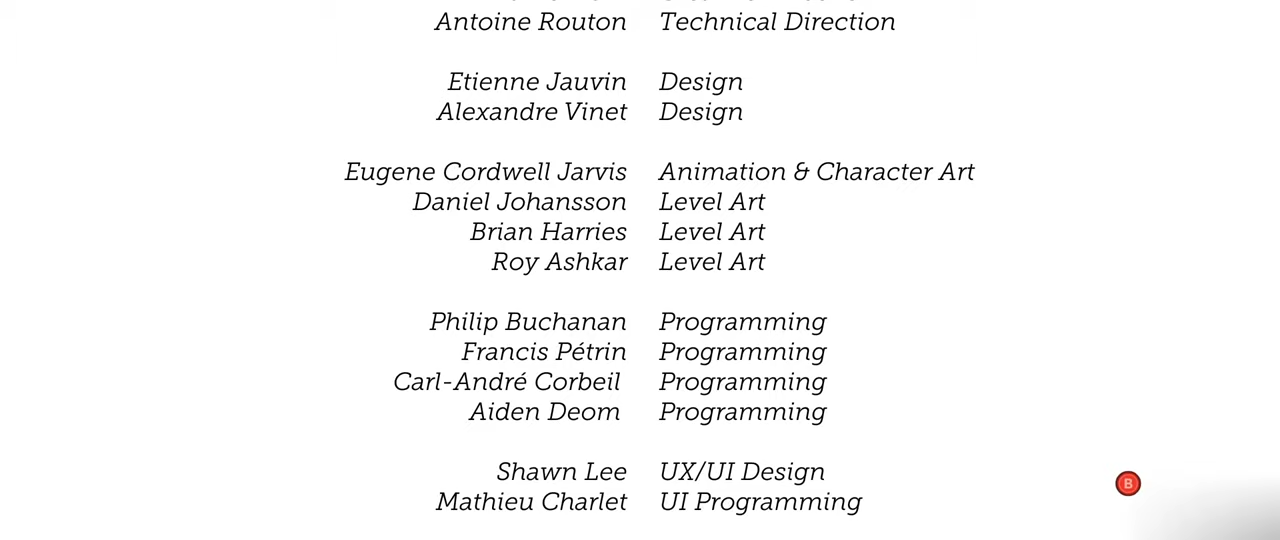 Antoine Routon Technical Direction
Etienne Jauvin Design
Alexandre Vinet Design
Eugene Cordwell Jarvis Animation & Character Art
Daniel Johansson Level Art
Brian Harries Level Art
Roy Ashkar Level Art
Philip Buchanan Programming
Francis Pétrin Programming
Carl-André Corbeil Programming
Aiden Deom Programming
Shawn Lee UX/UI Design
Mathieu Charlet UI Programming
B